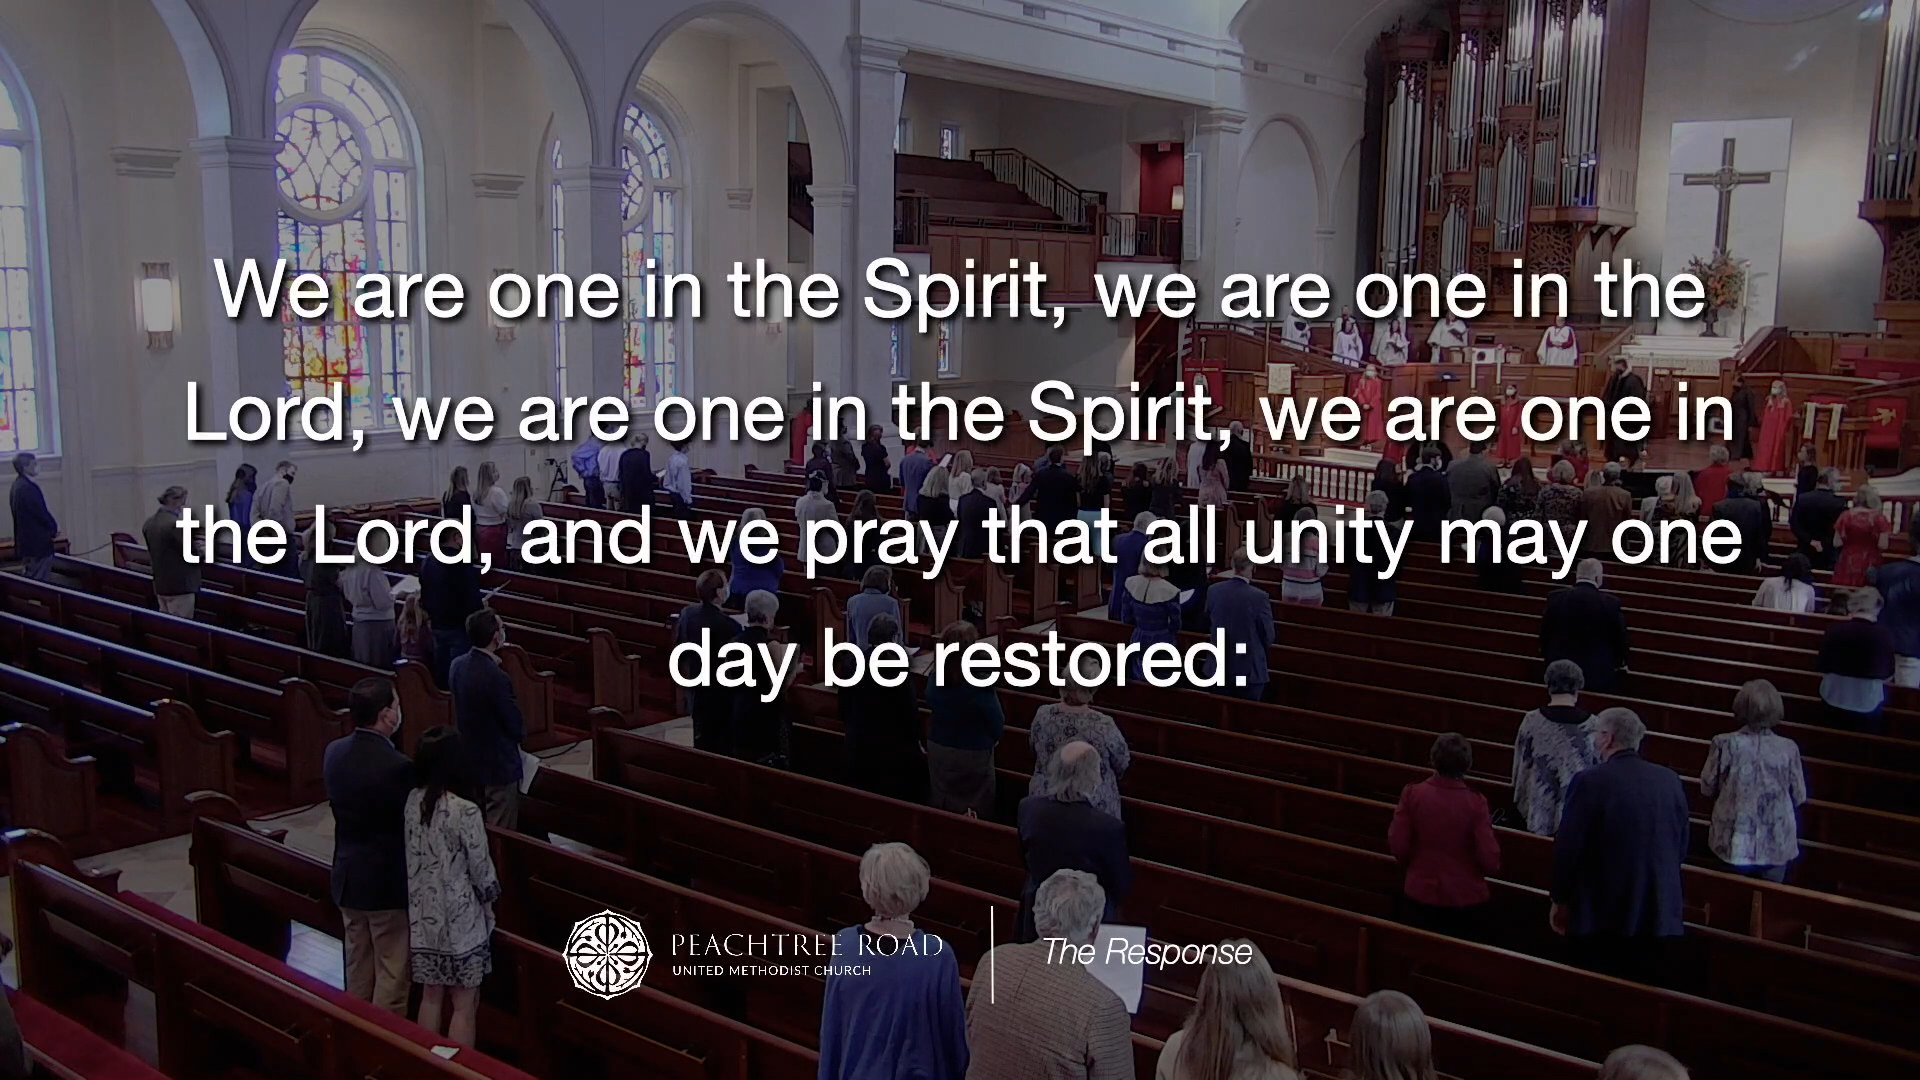 We are one in the Spirit, we are one in the
Lord, we are one in the Spirit, we are one in
the Lord, and we pray that all unity may one
day be restored:
PEACHTREE ROAD
UNITED METHODIST CHURCH
The Response